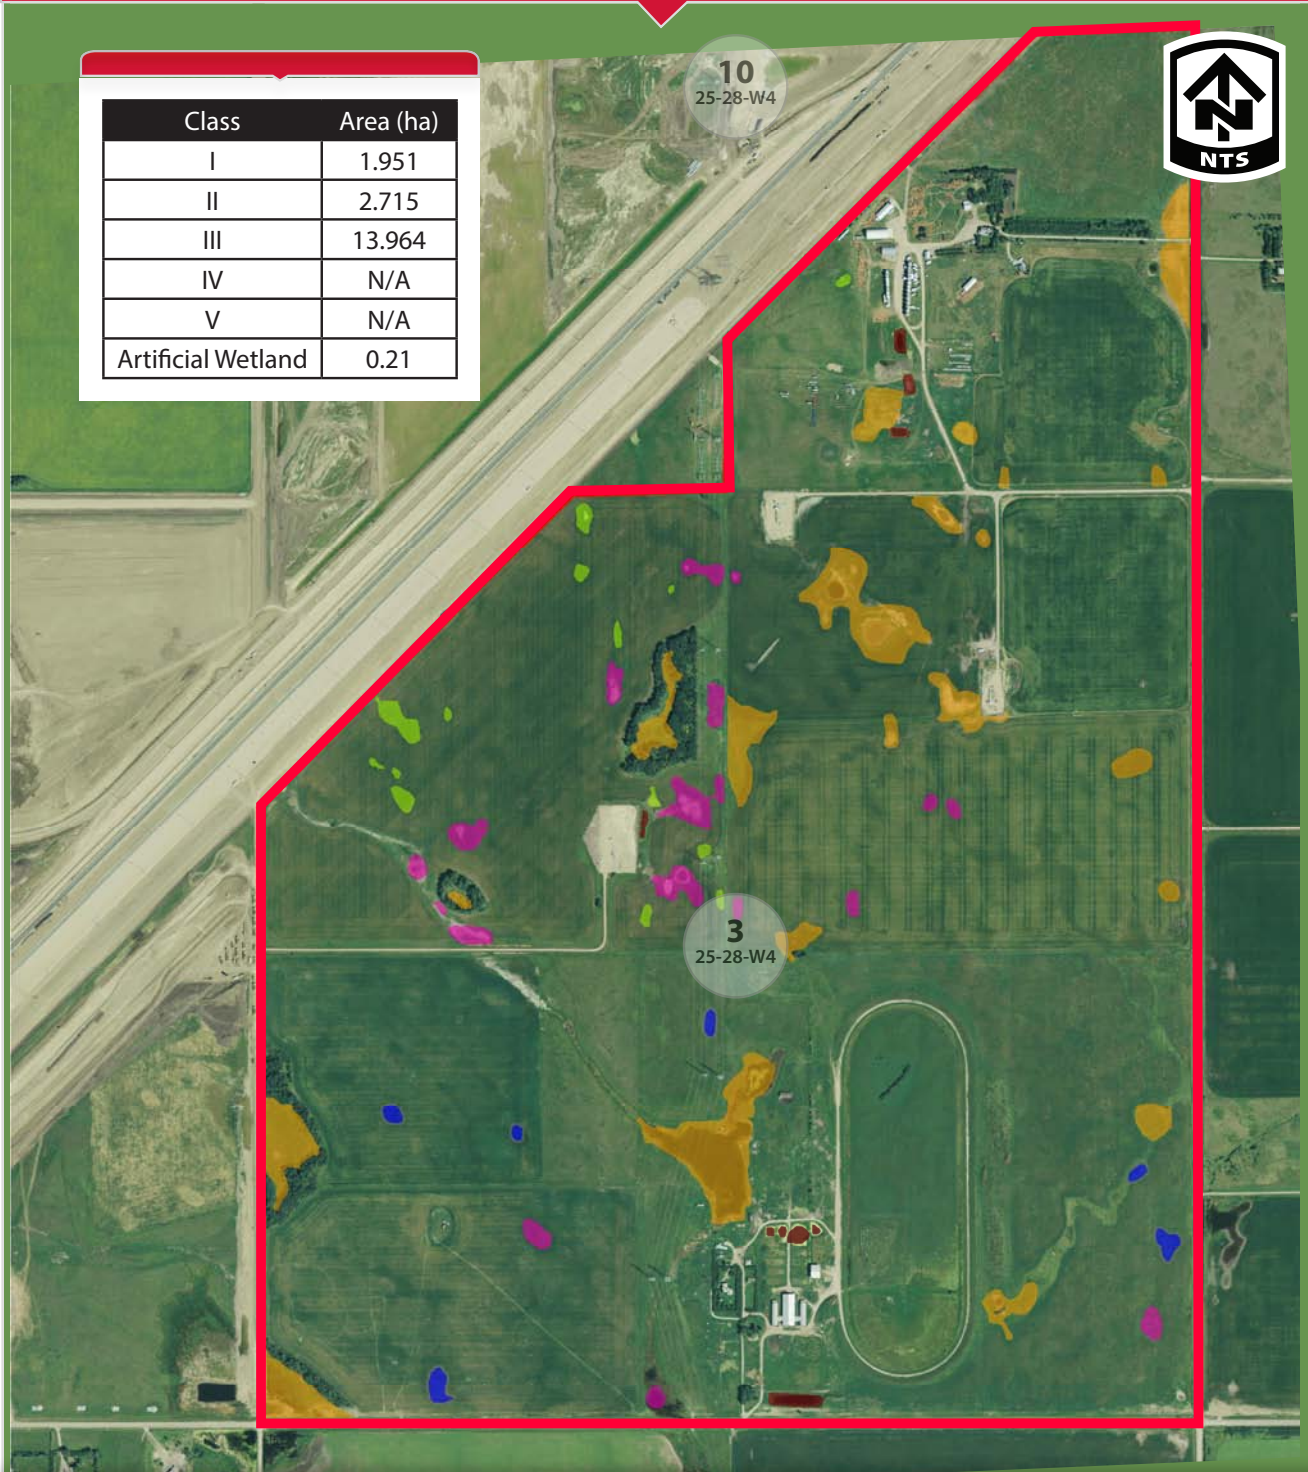 Class Area (ha)
I 1.951
II 2.715
III 13.964
IV N/A
V N/A
Artificial Wetland 0.21
10
25-28-W4
N
NTS
3
25-28-W4